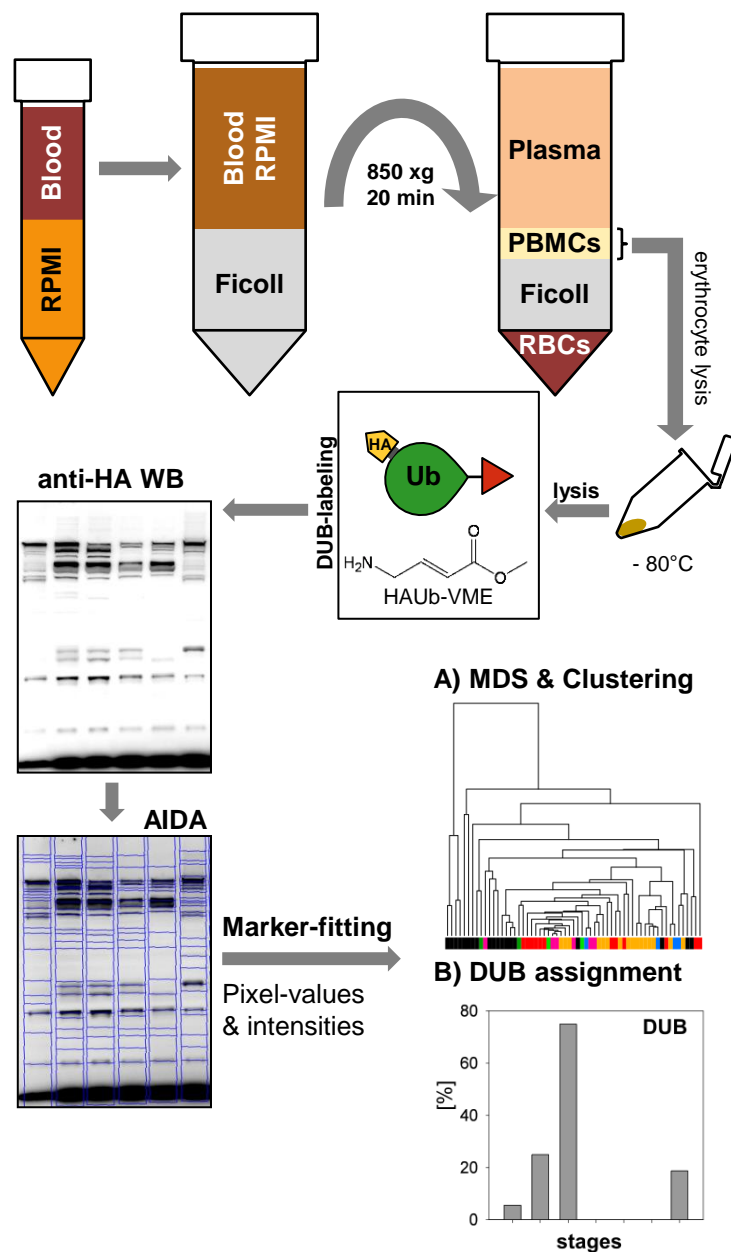 Blood
RPMI
Blood
RPMI
Ficoll
850 xg
20 min
Plasma
PBMCs
Ficoll
RBCs
erythrocyte lysis
- 80°C
lysis
DUB-labeling
HA
Ub
H₂N
O
O
HAUb-VME
anti-HA WB
AIDA
Marker-fitting
Pixel-values
& intensities
A) MDS & Clustering
B) DUB assignment
DUB
[%]
80
60
40
20
0
stages